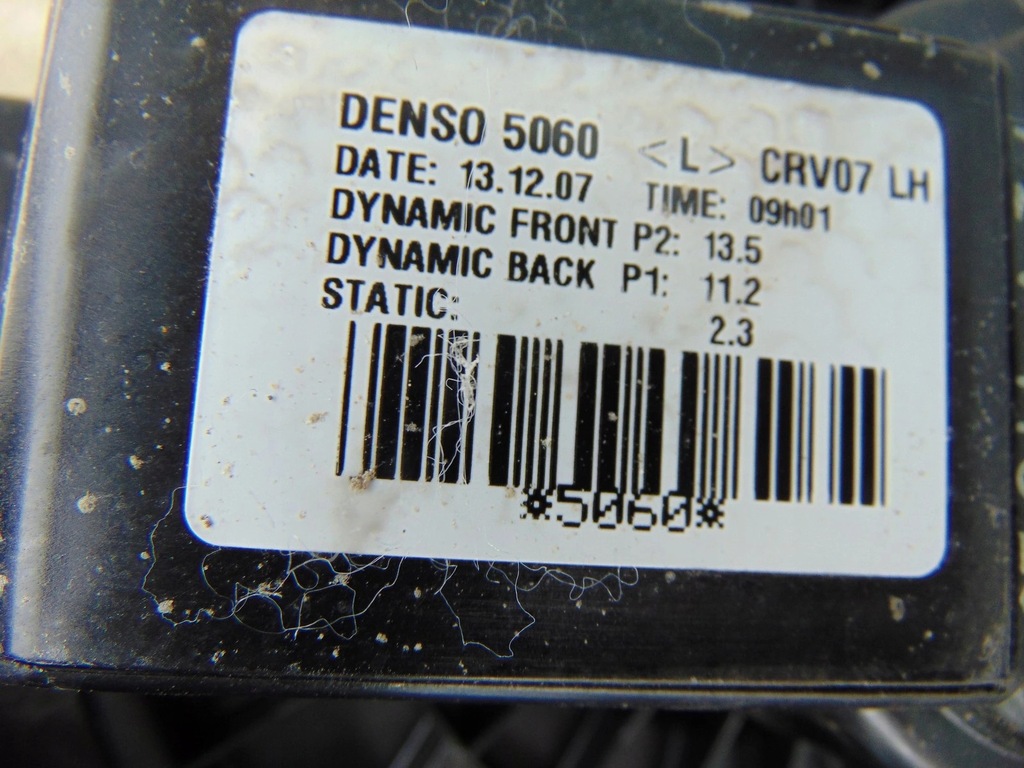 DENSO 5060 <L> CRV07 LH
DATE: 13.12.07 TIME: 09h01
DYNAMIC FRONT P2: 13.5
DYNAMIC BACK P1: 11.2
STATIC: 2.3
*5060*